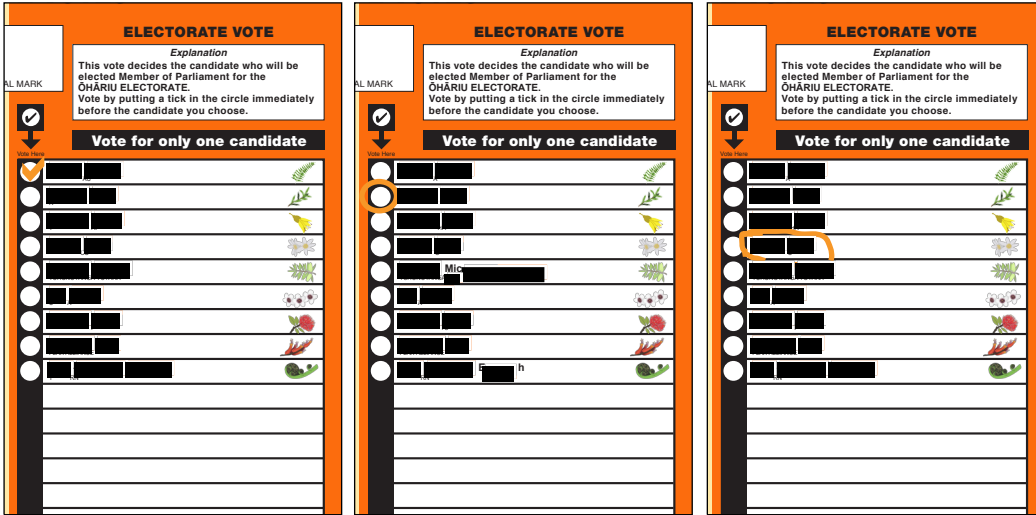 ELECTORATE VOTE
Explanation
This vote decides the candidate who will be
elected Member of Parliament for the
ŌHĀRIU ELECTORATE.
Vote by putting a tick in the circle immediately
before the candidate you choose.
AL MARK
Vote for only one candidate
Vote Here
ELECTORATE VOTE
Explanation
This vote decides the candidate who will be
elected Member of Parliament for the
ŌHĀRIU ELECTORATE.
Vote by putting a tick in the circle immediately
before the candidate you choose.
AL MARK
Vote for only one candidate
Vote Here
Mic
ELECTORATE VOTE
Explanation
This vote decides the candidate who will be
elected Member of Parliament for the
ŌHĀRIU ELECTORATE.
Vote by putting a tick in the circle immediately
before the candidate you choose.
AL MARK
Vote for only one candidate
Vote Here